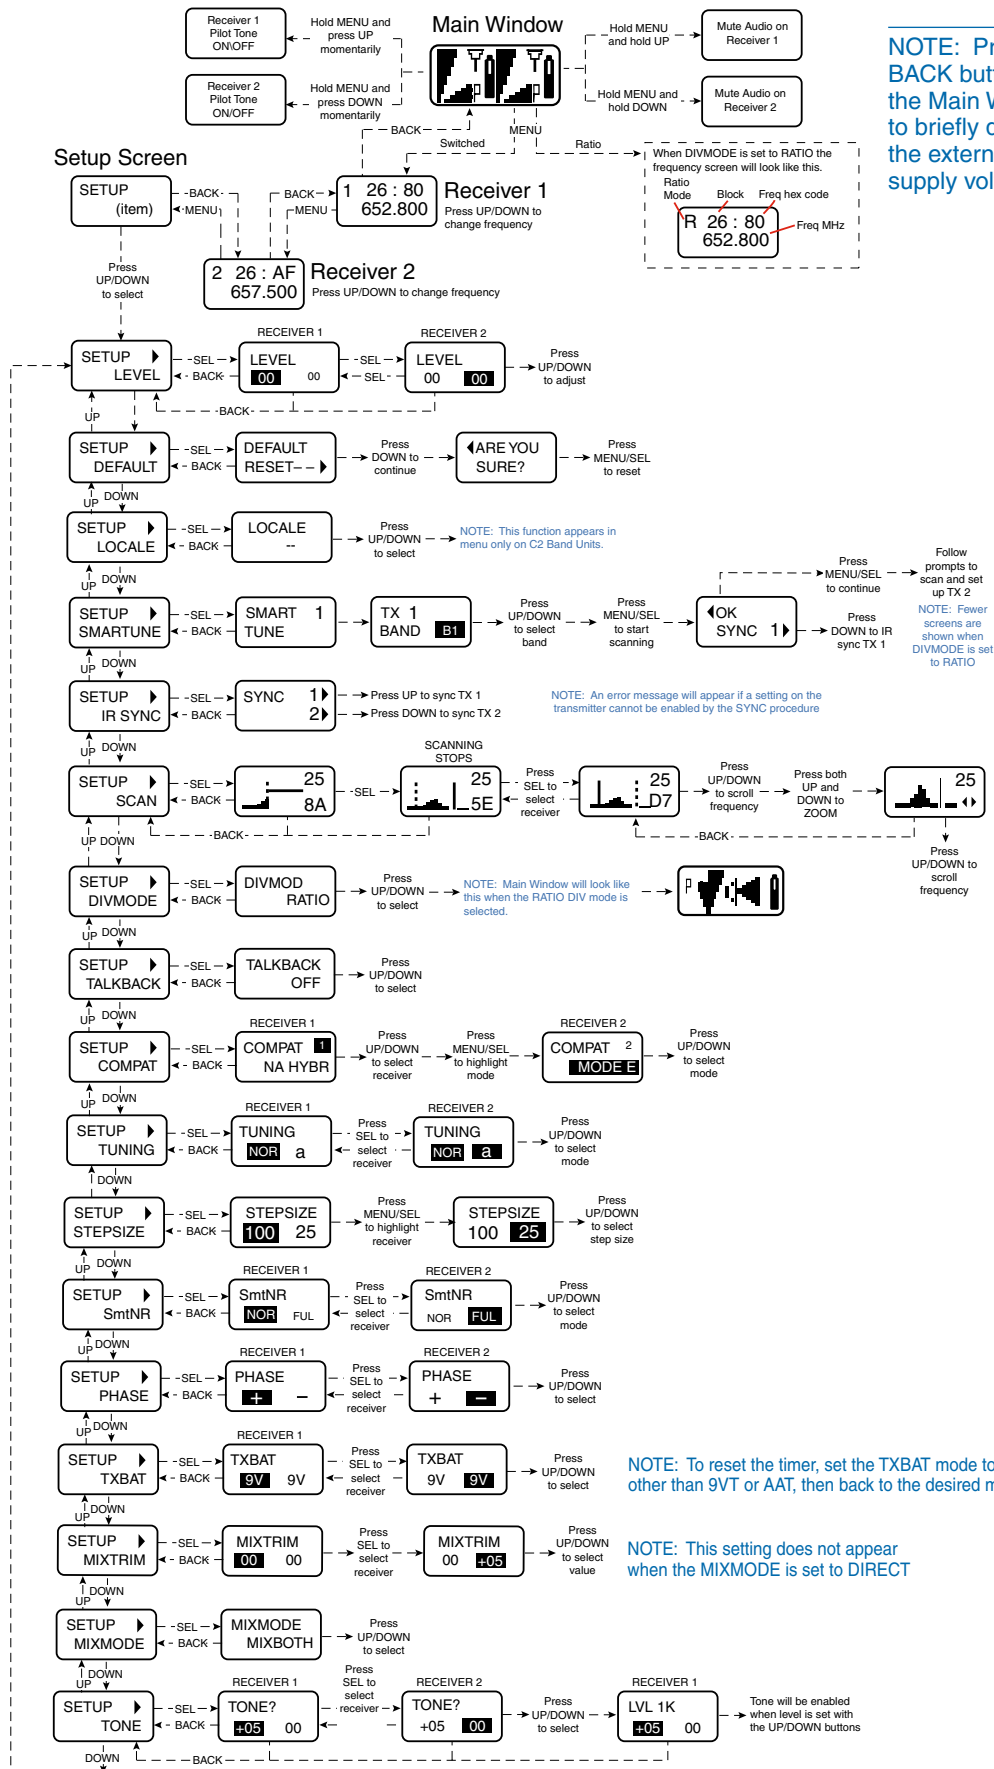 Receiver 1
Pilot Tone
ON\OFF
Hold MENU and
press UP
momentarily
Main Window
Hold MENU
and hold UP
Mute Audio on
Receiver 1
Receiver 2
Pilot Tone
ON/OFF
Hold MENU and
press DOWN
momentarily
Hold MENU and
hold DOWN
Mute Audio on
Receiver 2
NOTE: Pr
BACK but
the Main W
to briefly d
the extern
supply vol
BACK
MENU
Switched
Ratio
When DIVMODE is set to RATIO the
frequency screen will look like this.
Ratio
Mode
Block
Freq hex code
R 26 : 80
652.800
Freq MHz
Setup Screen
SETUP
(item)
BACK
MENU
BACK
MENU
1 26 : 80
652.800
Receiver 1
Press UP/DOWN to
change frequency
2 26 : AF
657.500
Receiver 2
Press UP/DOWN to change frequency
Press
UP/DOWN
to select
RECEIVER 1
RECEIVER 2
SETUP
LEVEL
SEL
BACK
LEVEL
00 00
SEL
SEL
LEVEL
00 00
Press
UP/DOWN
to adjust
BACK
UP
SETUP
DEFAULT
SEL
BACK
DEFAULT
RESET-- 
Press
DOWN to
continue
ARE YOU
SURE?
Press
MENU/SEL
to reset
UP
DOWN
SETUP
LOCALE
SEL
BACK
LOCALE
--
Press
UP/DOWN
to select
NOTE: This function appears in
menu only on C2 Band Units.
UP
DOWN
SETUP
SMARTUNE
SEL
BACK
SMART 1
TUNE
TX 1
BAND B1
Press
UP/DOWN
to select
band
Press
MENU/SEL
to start
scanning
OK
SYNC 1
Press
MENU/SEL
to continue
Follow
prompts to
scan and set
up TX 2
Press
DOWN to IR
sync TX 1
NOTE: Fewer
screens are
shown when
DIVMODE is set
to RATIO
UP
DOWN
SETUP
IR SYNC
SEL
BACK
SYNC 1
2
Press UP to sync TX 1
Press DOWN to sync TX 2
NOTE: An error message will appear if a setting on the
transmitter cannot be enabled by the SYNC procedure
UP
DOWN
SETUP
SCAN
SEL
BACK
25
8A
SEL
SCANNING
STOPS
25
5E
Press
SEL to
select
receiver
25
D7
Press
UP/DOWN
to scroll
frequency
Press both
UP and
DOWN to
ZOOM
25
BACK
BACK
Press
UP/DOWN to
scroll
frequency
UP
DOWN
SETUP
DIVMODE
SEL
BACK
DIVMOD
RATIO
Press
UP/DOWN
to select
NOTE: Main Window will look like
this when the RATIO DIV mode is
selected.
UP
DOWN
SETUP
TALKBACK
SEL
BACK
TALKBACK
OFF
Press
UP/DOWN
to select
UP
DOWN
RECEIVER 1
RECEIVER 2
SETUP
COMPAT
SEL
BACK
COMPAT 1
NA HYBR
Press
UP/DOWN
to select
receiver
Press
MENU/SEL
to highlight
mode
COMPAT 2
MODE E
Press
UP/DOWN
to select
mode
UP
DOWN
RECEIVER 1
RECEIVER 2
SETUP
TUNING
SEL
BACK
TUNING
NOR a
Press
SEL to
select
receiver
TUNING
NOR a
Press
UP/DOWN
to select
mode
DOWN
SETUP
STEPSIZE
SEL
BACK
STEPSIZE
100 25
Press
MENU/SEL
to highlight
receiver
STEPSIZE
100 25
Press
UP/DOWN
to select
step size
UP
DOWN
RECEIVER 1
RECEIVER 2
SETUP
SmtNR
SEL
BACK
SmtNR
NOR FUL
Press
SEL to
select
receiver
SmtNR
NOR FUL
Press
UP/DOWN
to select
mode
UP
DOWN
RECEIVER 1
RECEIVER 2
SETUP
PHASE
SEL
BACK
PHASE
+ –
Press
SEL to
select
receiver
PHASE
+ –
Press
UP/DOWN
to select
UP
DOWN
RECEIVER 1
SETUP
TXBAT
SEL
BACK
TXBAT
9V 9V
Press
SEL to
select
receiver
TXBAT
9V 9V
Press
UP/DOWN
to select
NOTE: To reset the timer, set the TXBAT mode to
other than 9VT or AAT, then back to the desired m
UP
DOWN
SETUP
MIXTRIM
SEL
BACK
MIXTRIM
00 00
Press
SEL to
select
receiver
MIXTRIM
00 +05
Press
UP/DOWN
to select
value
NOTE: This setting does not appear
when the MIXMODE is set to DIRECT
UP
DOWN
SETUP
MIXMODE
SEL
BACK
MIXMODE
MIXBOTH
Press
UP/DOWN
to select
UP
DOWN
RECEIVER 1
RECEIVER 2
RECEIVER 1
SETUP
TONE
SEL
BACK
TONE?
+05 00
Press
SEL to
select
receiver
TONE?
+05 00
Press
UP/DOWN
to select
LVL 1K
+05 00
Tone will be enabled
when level is set with
the UP/DOWN buttons
DOWN
BACK